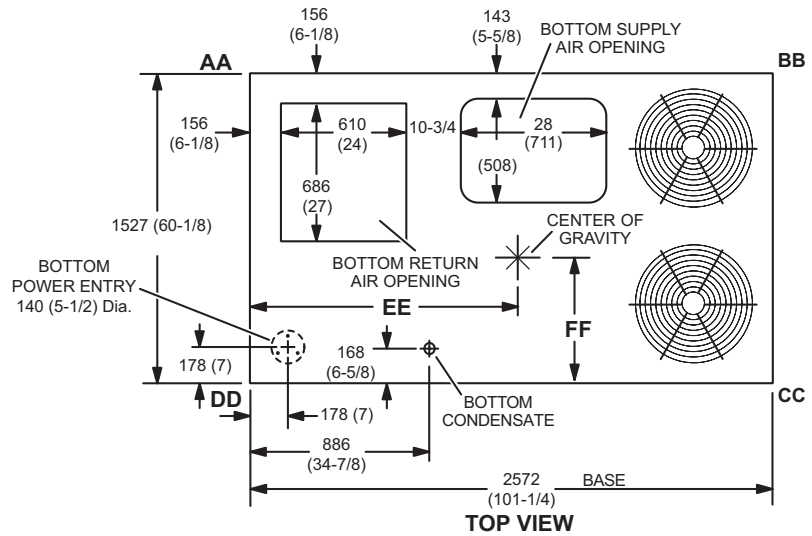 156
(6-1/8)
143
(5-5/8)
BOTTOM SUPPLY
AIR OPENING
AA
BB
156
(6-1/8)
610
(24)
10-3/4
28
(711)
(508)
686
(27)
1527 (60-1/8)
CENTER OF
GRAVITY
BOTTOM
POWER ENTRY
140 (5-1/2) Dia.
BOTTOM RETURN
AIR OPENING
EE
FF
178 (7)
168
(6-5/8)
DD
CC
178 (7)
BOTTOM
CONDENSATE
886
(34-7/8)
2572
(101-1/4)
BASE
TOP VIEW